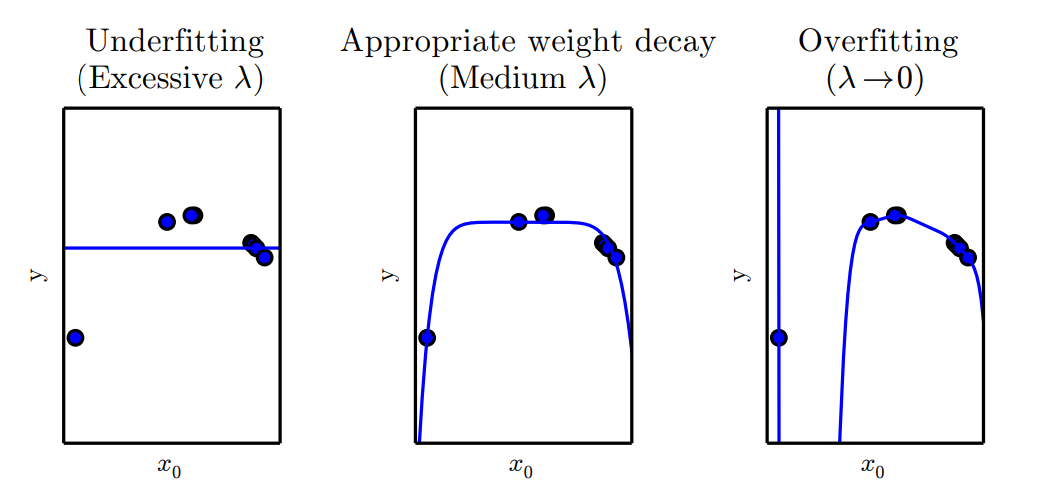 Underfitting
(Excessive λ)
Appropriate weight decay
(Medium λ)
Overfitting
(λ→0)
y
x₀
y
x₀
y
x₀